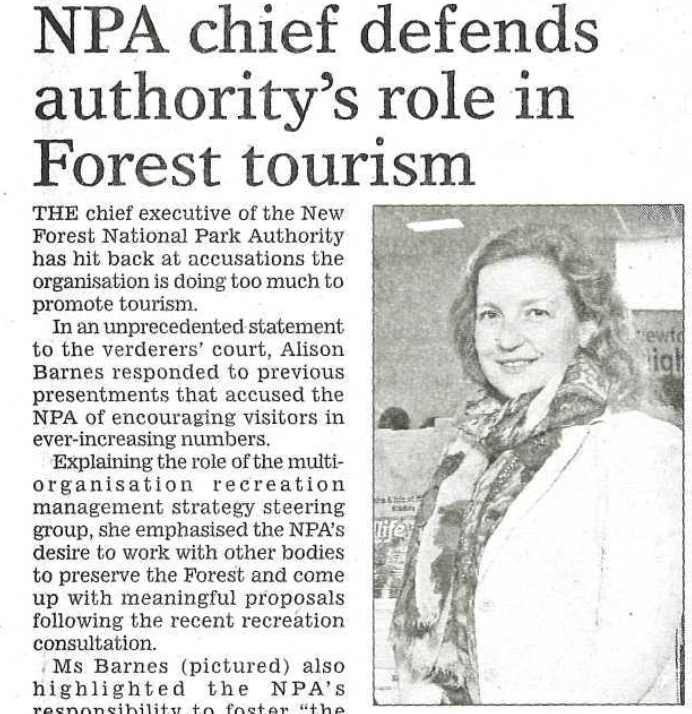 NPA chief defends
authority's role in
Forest tourism
THE chief executive of the New
Forest National Park Authority
has hit back at accusations the
organisation is doing too much to
promote tourism.
In an unprecedented statement
to the verderers' court, Alison
Barnes responded to previous
presentments that accused the
NPA of encouraging visitors in
ever-increasing numbers.
Explaining the role of the multi-
organisation recreation
management strategy steering
group, she emphasised the NPA's
desire to work with other bodies
to preserve the Forest and come
up with meaningful proposals
following the recent recreation
consultation.
Ms Barnes (pictured) also
highlighted the NPA's
responsibility to foster "the
life